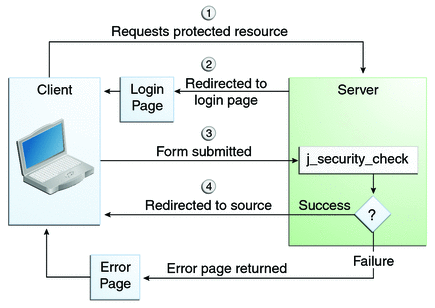 1
Requests protected resource
Client
2
Redirected to
login page
Login
Page
Server
3
Form submitted
j_security_check
4
Redirected to source
Success
?
Failure
Error page returned
Error
Page